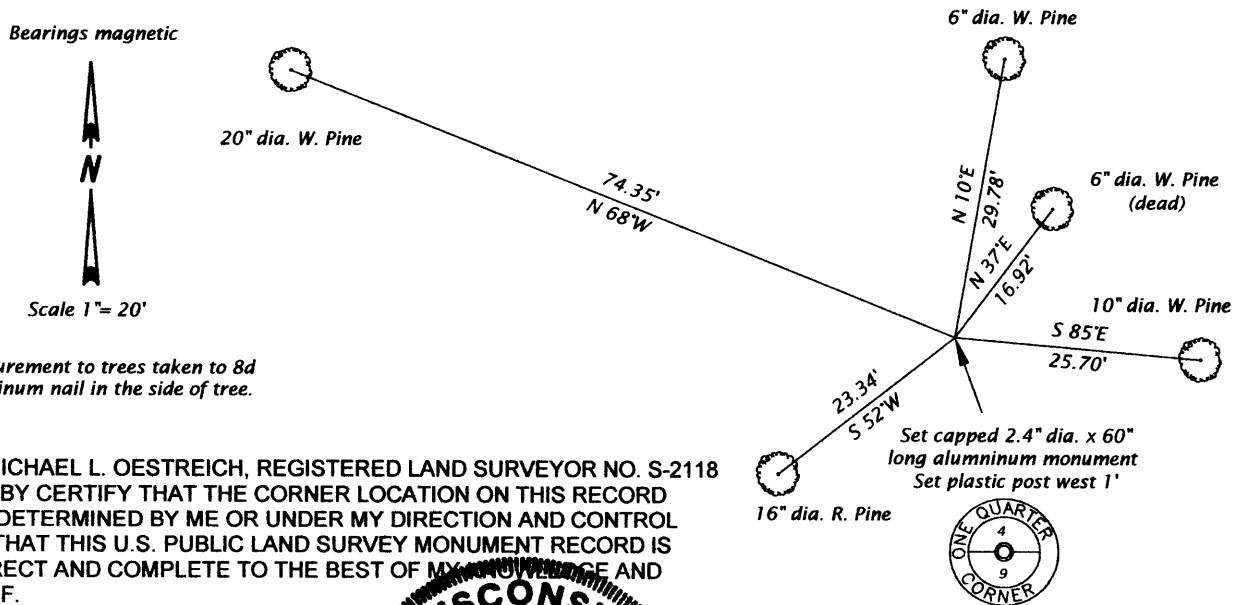 Bearings magnetic
N
Scale 1"= 20'
20" dia. W. Pine
74.35'
N 68°W
6" dia. W. Pine
N 10°E
29.78'
6" dia. W. Pine
(dead)
N 37°E
16.92'
10" dia. W. Pine
S 85°E
25.70'
23.34'
S 52°W
16" dia. R. Pine
Set capped 2.4" dia. x 60"
long alumninum monument
Set plastic post west 1'
ONE QUARTER
4
9
CORNER
urement to trees taken to 8d
inum nail in the side of tree.
ICHAEL L. OESTREICH, REGISTERED LAND SURVEYOR NO. S-2118
BY CERTIFY THAT THE CORNER LOCATION ON THIS RECORD
DETERMINED BY ME OR UNDER MY DIRECTION AND CONTROL
THAT THIS U.S. PUBLIC LAND SURVEY MONUMENT RECORD IS
RECT AND COMPLETE TO THE BEST OF MY KNOWLEDGE AND
F.
ISCONS